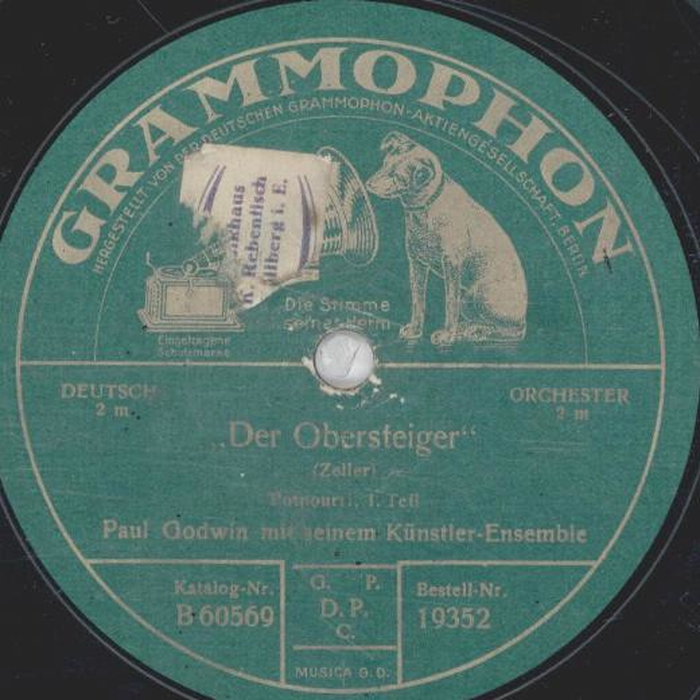 GRAMMOPHON
HERGESTELLT VON DER DEUTSCHEN GRAMMOPHON-AKTIENGESELLSCHAFT, BERLIN
Rebentisch
i. E.
Die Stimme
seines Herrn
Eingetragene
Schutzmarke
DEUTSCH
2 m
ORCHESTER
2 m
„Der Obersteiger“
(Zeller)
Potpourri, I. Teil
Paul Godwin mit seinem Künstler-Ensemble
Katalog-Nr.
B 60569
G. P.
D. P.
C.
Bestell-Nr.
19352
MUSICA G. D.